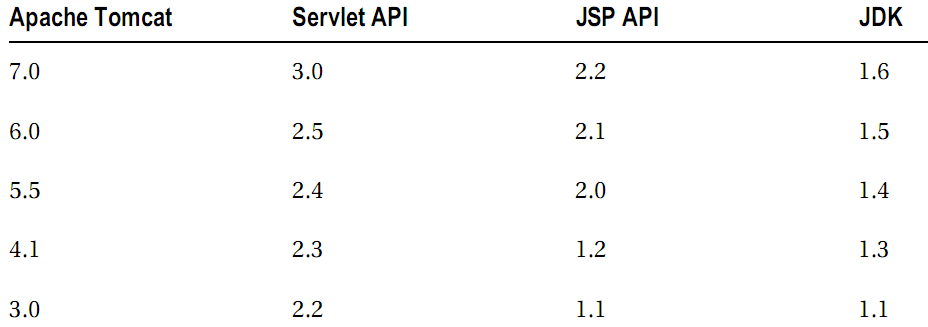 Apache Tomcat Servlet API JSP API JDK
7.0 3.0 2.2 1.6
6.0 2.5 2.1 1.5
5.5 2.4 2.0 1.4
4.1 2.3 1.2 1.3
3.0 2.2 1.1 1.1